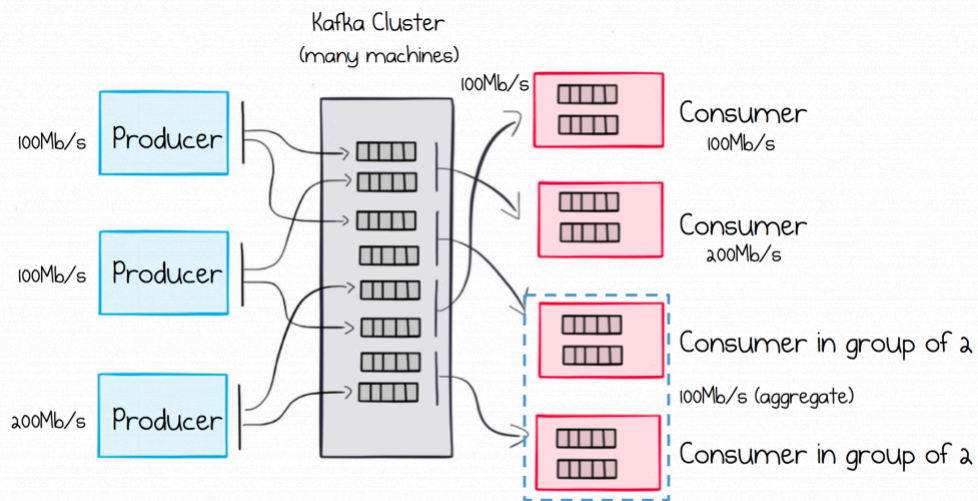 Kafka Cluster
(many machines)
100Mb/s
Producer
100Mb/s
Producer
200Mb/s
Producer
100Mb/s
Consumer
100Mb/s
Consumer
200Mb/s
Consumer in group of 2
100Mb/s (aggregate)
Consumer in group of 2